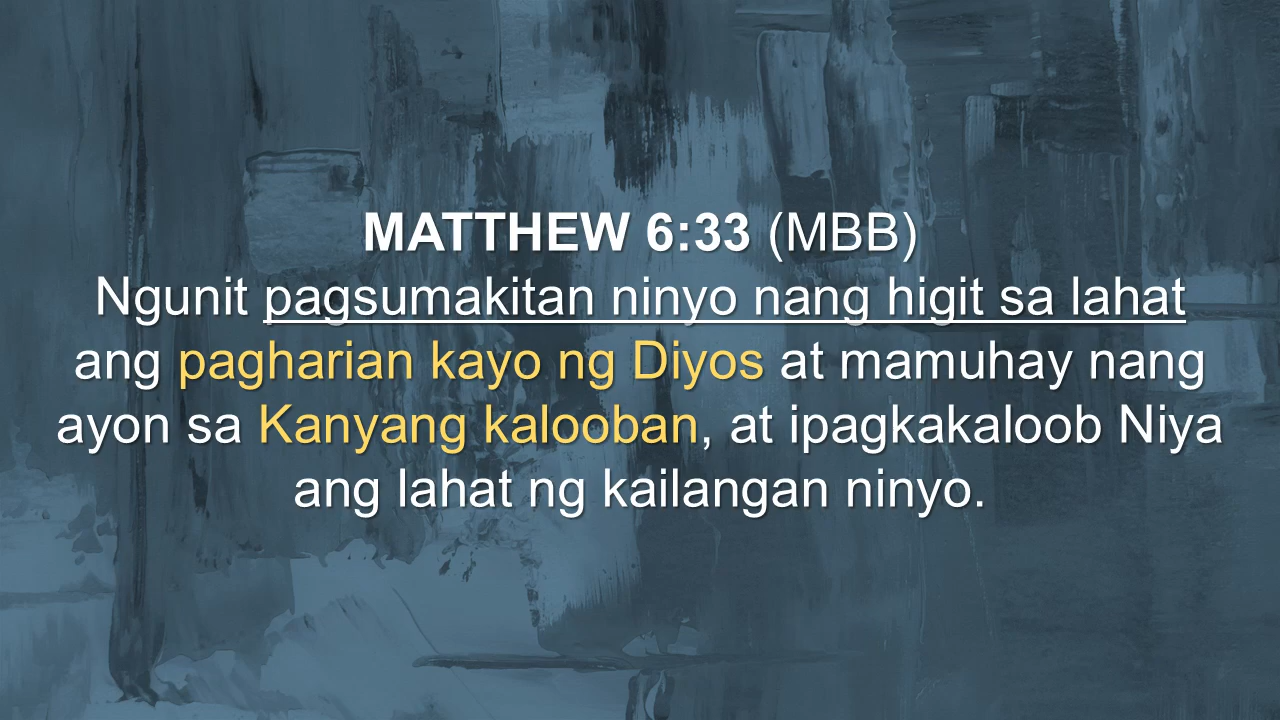 MATTHEW 6:33 (MBB)
Ngunit pagsumakitan ninyo nang higit sa lahat
ang pagharian kayo ng Diyos at mamuhay nang
ayon sa Kanyang kalooban, at ipagkakaloob Niya
ang lahat ng kailangan ninyo.